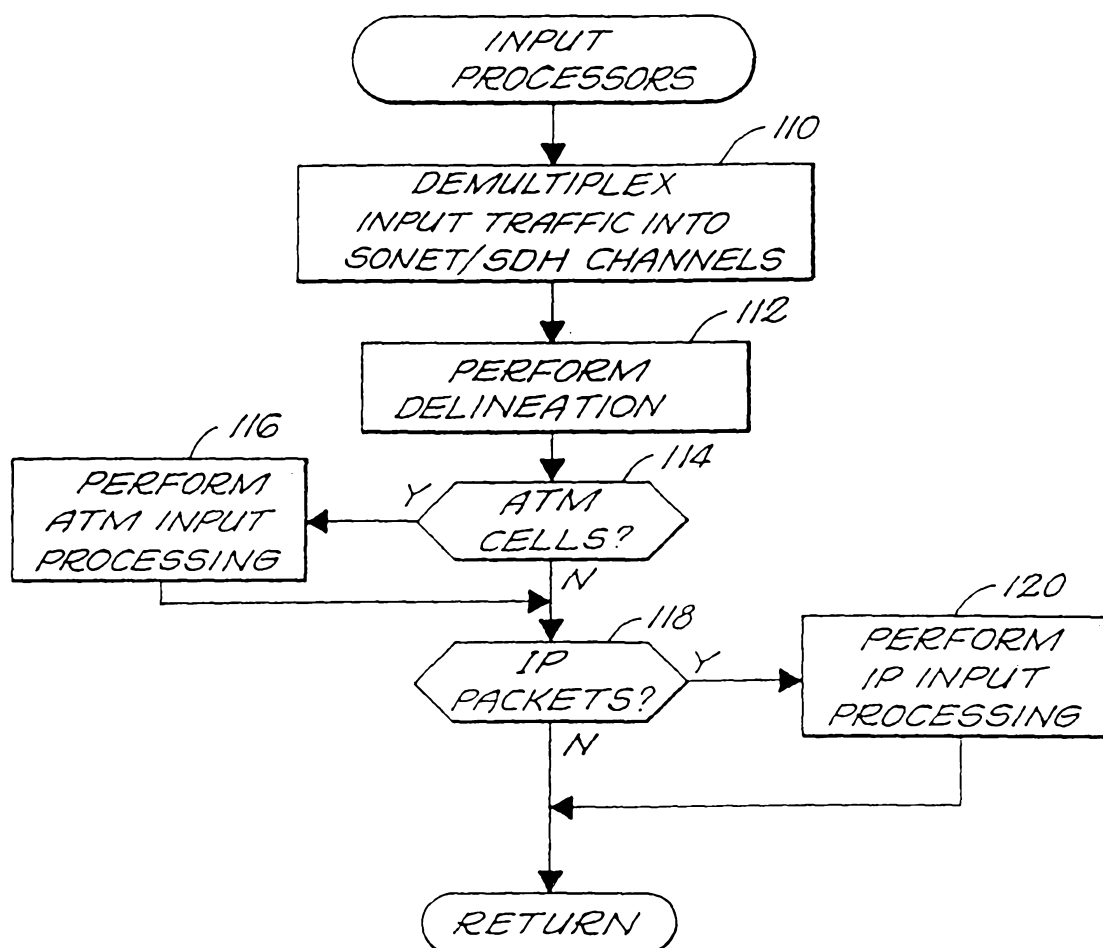 INPUT
PROCESSORS
110
DEMULTIPLEX
INPUT TRAFFIC INTO
SONET/SDH CHANNELS
112
PERFORM
DELINEATION
116
PERFORM
ATM INPUT
PROCESSING
114
Y
ATM
CELLS?
N
118
IP
PACKETS?
Y
N
120
PERFORM
IP INPUT
PROCESSING
RETURN